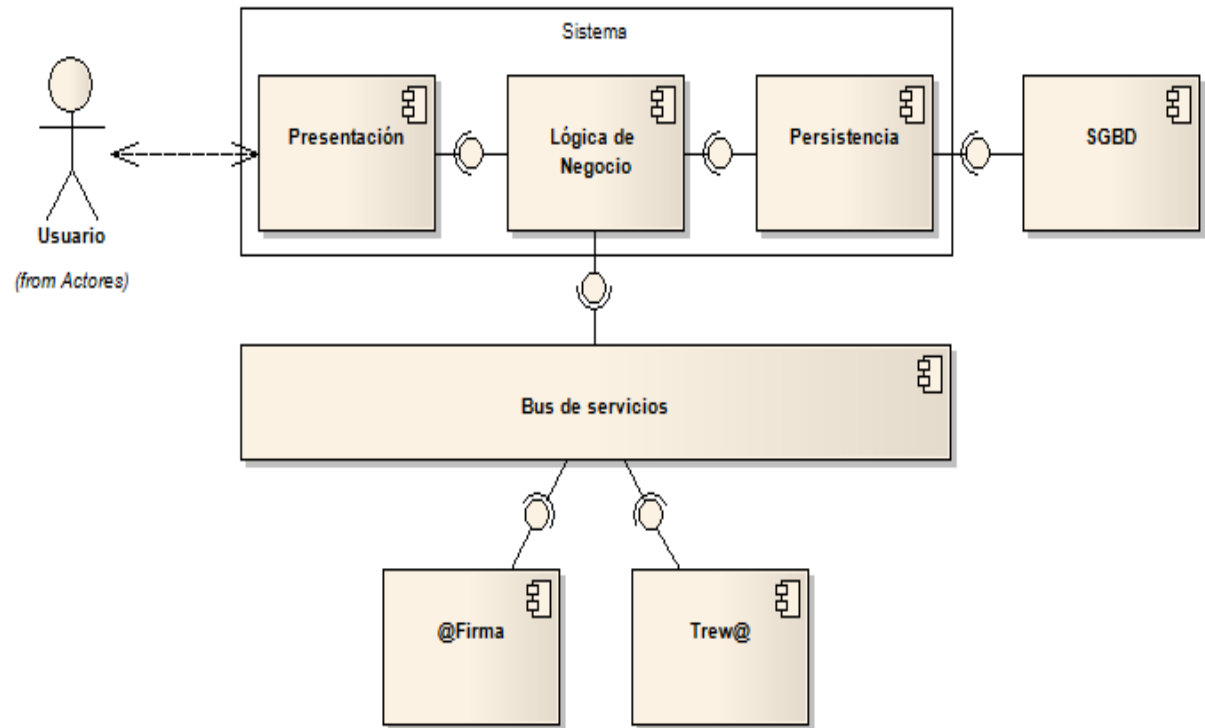 Sistema
Presentación
Lógica de
Negocio
Persistencia
SGBD
Usuario
(from Actores)
Bus de servicios
@Firma
Trew@